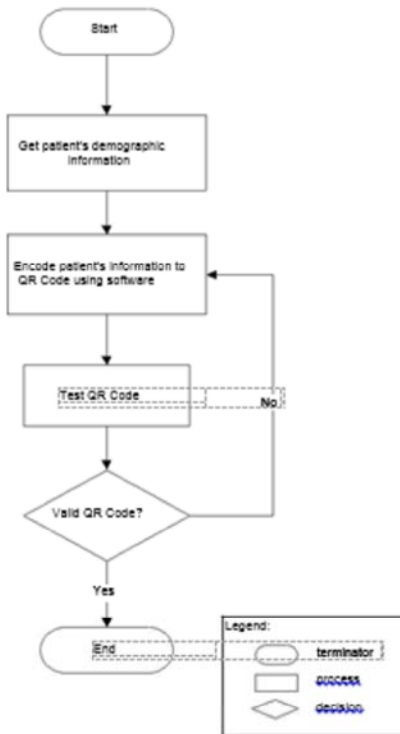 Start
Get patient's demographic
information
Encode patient's information to
QR Code using software
Test QR Code
No
Valid QR Code?
Yes
End
Legend:
terminator
process
decision